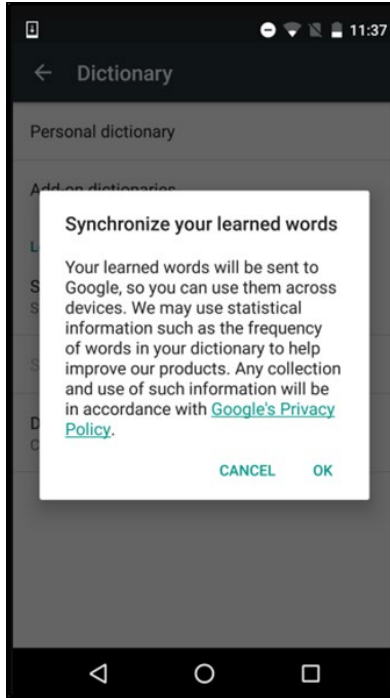 11:37
Dictionary
Personal dictionary
Add-on dictionaries
L
Synchronize your learned words
Your learned words will be sent to
Google, so you can use them across
devices. We may use statistical
information such as the frequency
of words in your dictionary to help
improve our products. Any collection
and use of such information will be
in accordance with Google's Privacy
Policy.
S
S
S
D
C
CANCEL OK